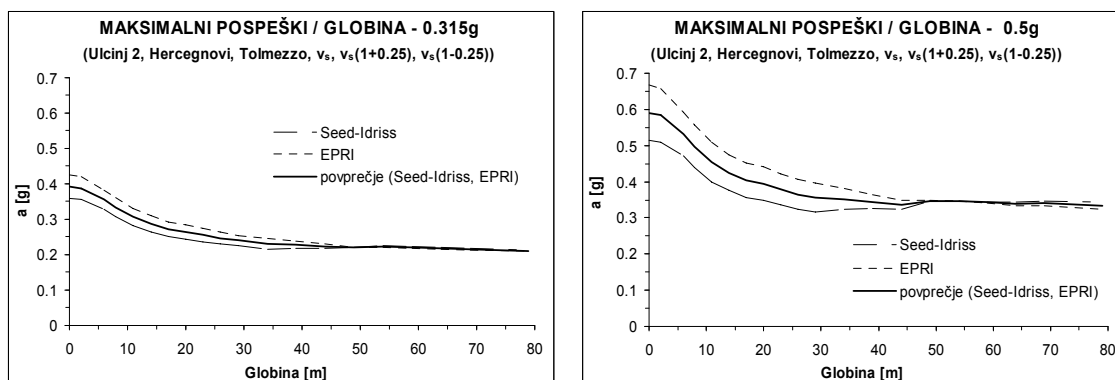 MAKSIMALNI POSPEŠKI / GLOBINA - 0.315g
(Ulcinj 2, Hercegnovi, Tolmezzo, vs, vs(1+0.25), vs(1-0.25))
0.7
0.6
0.5
0.4
0.3
0.2
0.1
0
a [g]
Seed-Idriss
EPRI
povprečje (Seed-Idriss, EPRI)
0 10 20 30 40 50 60 70 80
Globina [m]
MAKSIMALNI POSPEŠKI / GLOBINA - 0.5g
(Ulcinj 2, Hercegnovi, Tolmezzo, vs, vs(1+0.25), vs(1-0.25))
0.7
0.6
0.5
0.4
0.3
0.2
0.1
0
a [g]
Seed-Idriss
EPRI
povprečje (Seed-Idriss, EPRI)
0 10 20 30 40 50 60 70 80
Globina [m]